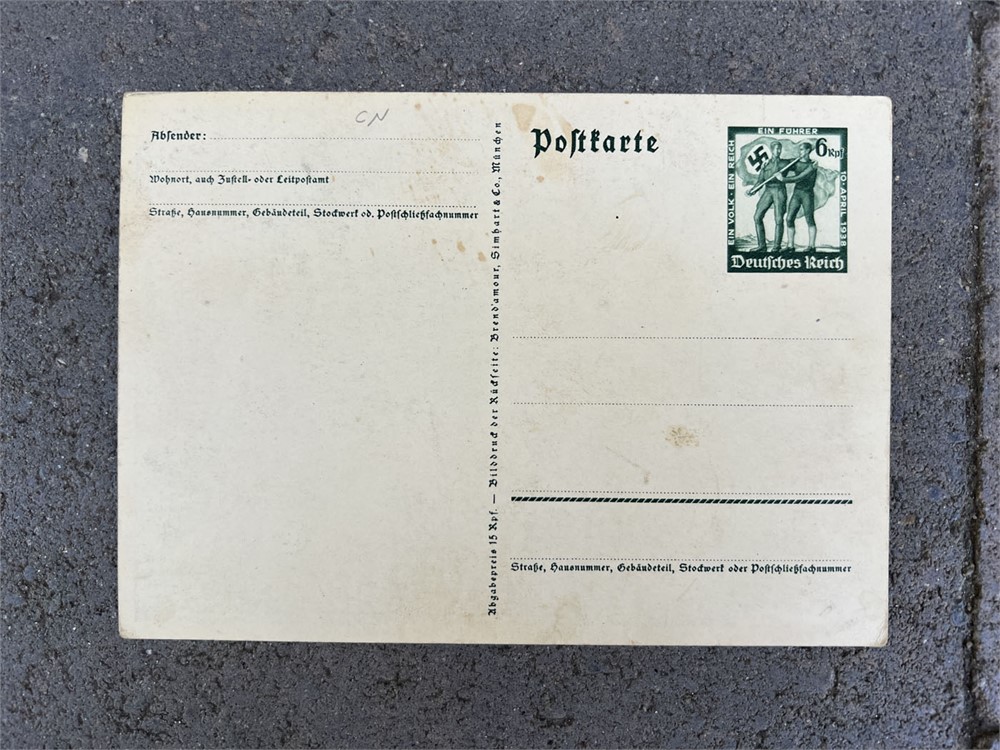 CN
Absender:
Wohnort, auch Zustell- oder Leitpostamt
Straße, Hausnummer, Gebäudeteil, Stockwerk od. Postschließfachnummer
Abgabepreis 15 Rpf. — Bilddruck der Rückseite: Brend'amour, Simhart & Co., München
Postkarte
EIN VOLK · EIN REICH
EIN FÜHRER
10 · APRIL 1938
6 Rpf
Deutsches Reich
Straße, Hausnummer, Gebäudeteil, Stockwerk oder Postschließfachnummer